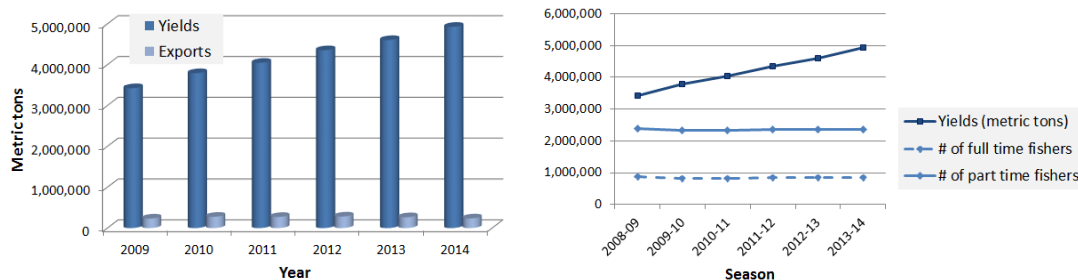 5,000,000
4,000,000
3,000,000
2,000,000
1,000,000
0
Metric tons
Yields
Exports
2009 2010 2011 2012 2013 2014
Year
6,000,000
5,000,000
4,000,000
3,000,000
2,000,000
1,000,000
0
2008-09 2009-10 2010-11 2011-12 2012-13 2013-14
Season
Yields (metric tons)
# of full time fishers
# of part time fishers